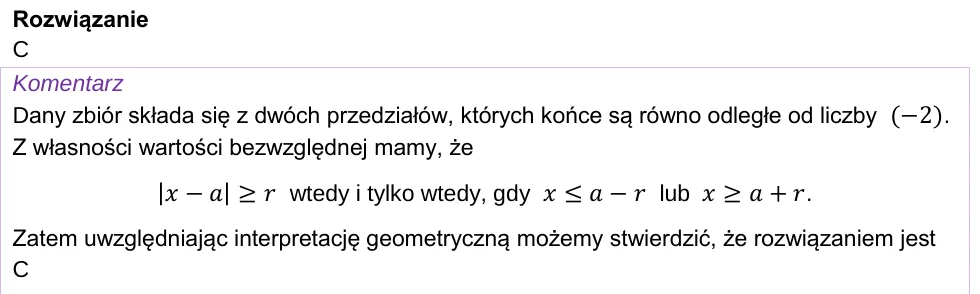 Rozwiązanie
C
Komentarz
Dany zbiór składa się z dwóch przedziałów, których końce są równo odległe od liczby (−2).
Z własności wartości bezwzględnej mamy, że
|x − a| ≥ r wtedy i tylko wtedy, gdy x ≤ a − r lub x ≥ a + r.
Zatem uwzględniając interpretację geometryczną możemy stwierdzić, że rozwiązaniem jest
C